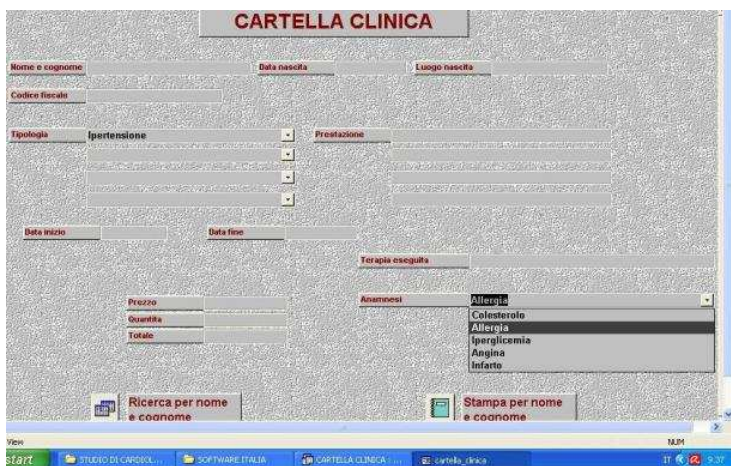 CARTELLA CLINICA
Nome e cognome Data nascita Luogo nascita
Codice fiscale
Tipologia Ipertensione Prestazione
Data inizio Data fine
Terapia eseguita
Prezzo Anamnesi Allergia
Quantita Colesterolo
Totale Allergia
Iperglicemia
Angina
Infarto
Ricerca per nome e cognome
Stampa per nome e cognome
View NUM
start STUDIO DI CARDIOL... SOFTWARE ITALIA CARTELLA CLINICA : ... cartella_clinica IT 9.37